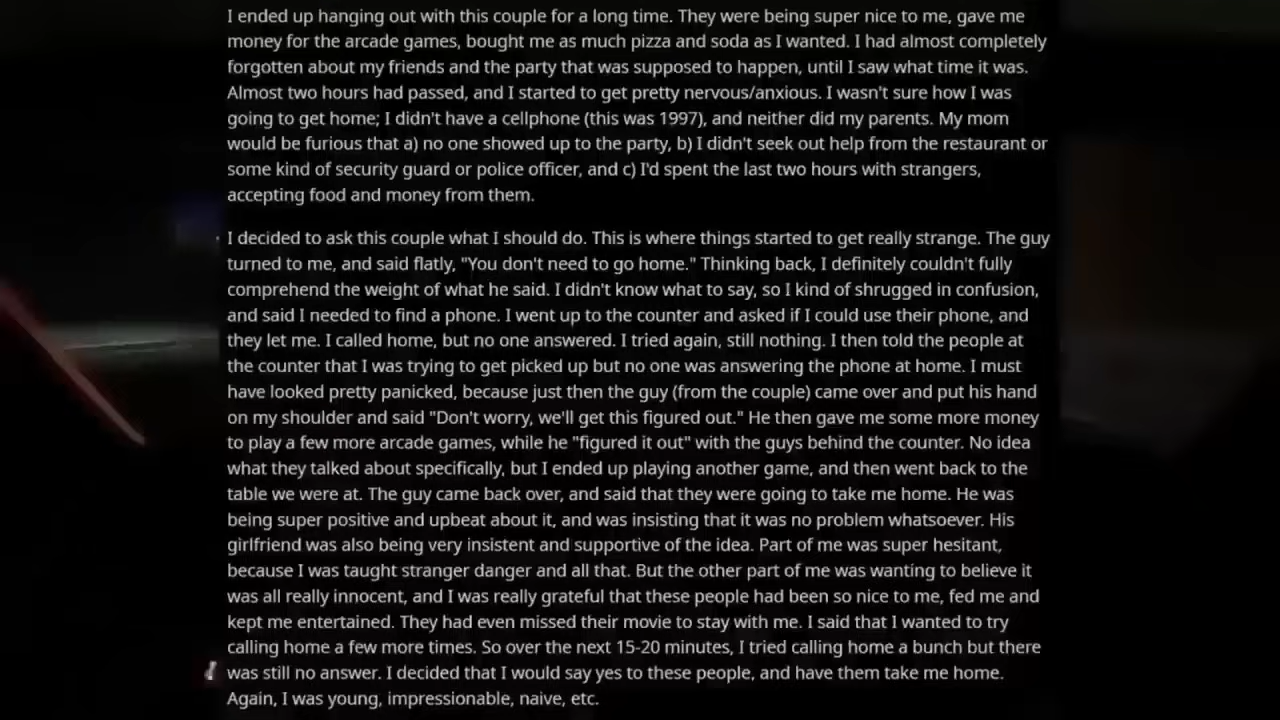 I ended up hanging out with this couple for a long time. They were being super nice to me, gave me
money for the arcade games, bought me as much pizza and soda as I wanted. I had almost completely
forgotten about my friends and the party that was supposed to happen, until I saw what time it was.
Almost two hours had passed, and I started to get pretty nervous/anxious. I wasn't sure how I was
going to get home; I didn't have a cellphone (this was 1997), and neither did my parents. My mom
would be furious that a) no one showed up to the party, b) I didn't seek out help from the restaurant or
some kind of security guard or police officer, and c) I'd spent the last two hours with strangers,
accepting food and money from them.
I decided to ask this couple what I should do. This is where things started to get really strange. The guy
turned to me, and said flatly, "You don't need to go home." Thinking back, I definitely couldn't fully
comprehend the weight of what he said. I didn't know what to say, so I kind of shrugged in confusion,
and said I needed to find a phone. I went up to the counter and asked if I could use their phone, and
they let me. I called home, but no one answered. I tried again, still nothing. I then told the people at
the counter that I was trying to get picked up but no one was answering the phone at home. I must
have looked pretty panicked, because just then the guy (from the couple) came over and put his hand
on my shoulder and said "Don't worry, we'll get this figured out." He then gave me some more money
to play a few more arcade games, while he "figured it out" with the guys behind the counter. No idea
what they talked about specifically, but I ended up playing another game, and then went back to the
table we were at. The guy came back over, and said that they were going to take me home. He was
being super positive and upbeat about it, and was insisting that it was no problem whatsoever. His
girlfriend was also being very insistent and supportive of the idea. Part of me was super hesitant,
because I was taught stranger danger and all that. But the other part of me was wanting to believe it
was all really innocent, and I was really grateful that these people had been so nice to me, fed me and
kept me entertained. They had even missed their movie to stay with me. I said that I wanted to try
calling home a few more times. So over the next 15-20 minutes, I tried calling home a bunch but there
was still no answer. I decided that I would say yes to these people, and have them take me home.
Again, I was young, impressionable, naive, etc.